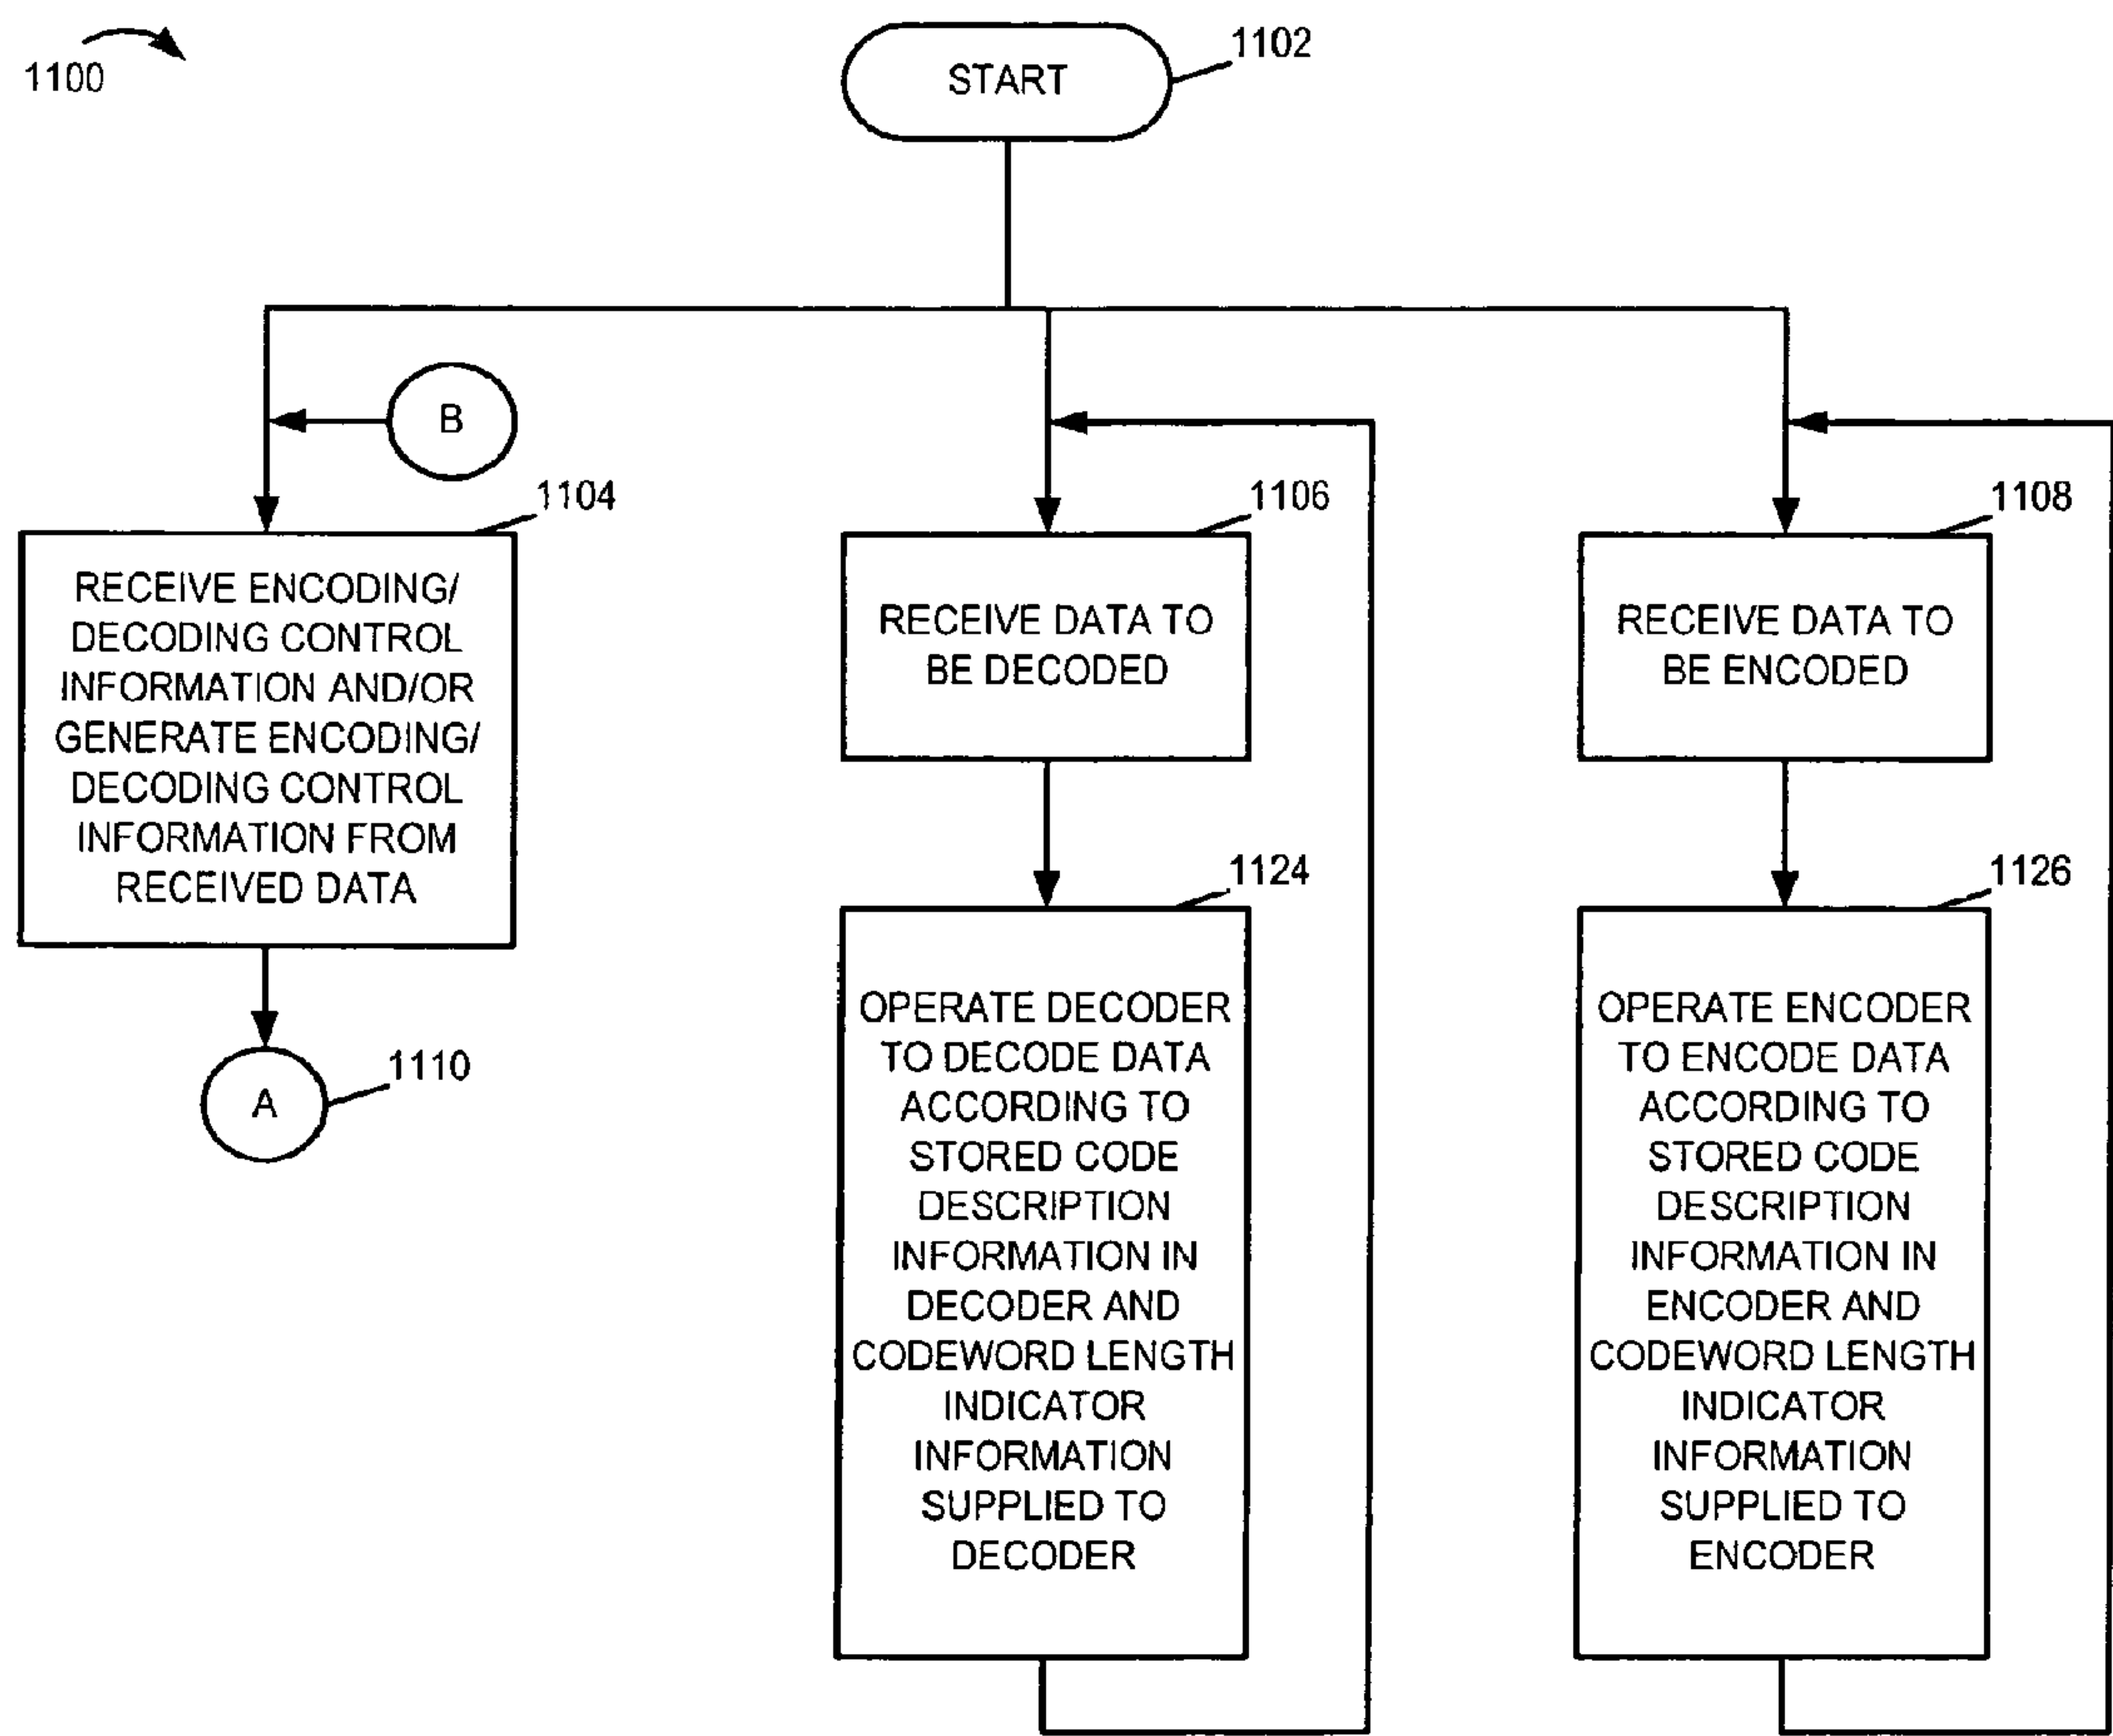 1100
START
1102
B
1104
RECEIVE ENCODING/
DECODING CONTROL
INFORMATION AND/OR
GENERATE ENCODING/
DECODING CONTROL
INFORMATION FROM
RECEIVED DATA
A
1110
1106
RECEIVE DATA TO
BE DECODED
1124
OPERATE DECODER
TO DECODE DATA
ACCORDING TO
STORED CODE
DESCRIPTION
INFORMATION IN
DECODER AND
CODEWORD LENGTH
INDICATOR
INFORMATION
SUPPLIED TO
DECODER
1108
RECEIVE DATA TO
BE ENCODED
1126
OPERATE ENCODER
TO ENCODE DATA
ACCORDING TO
STORED CODE
DESCRIPTION
INFORMATION IN
ENCODER AND
CODEWORD LENGTH
INDICATOR
INFORMATION
SUPPLIED TO
ENCODER